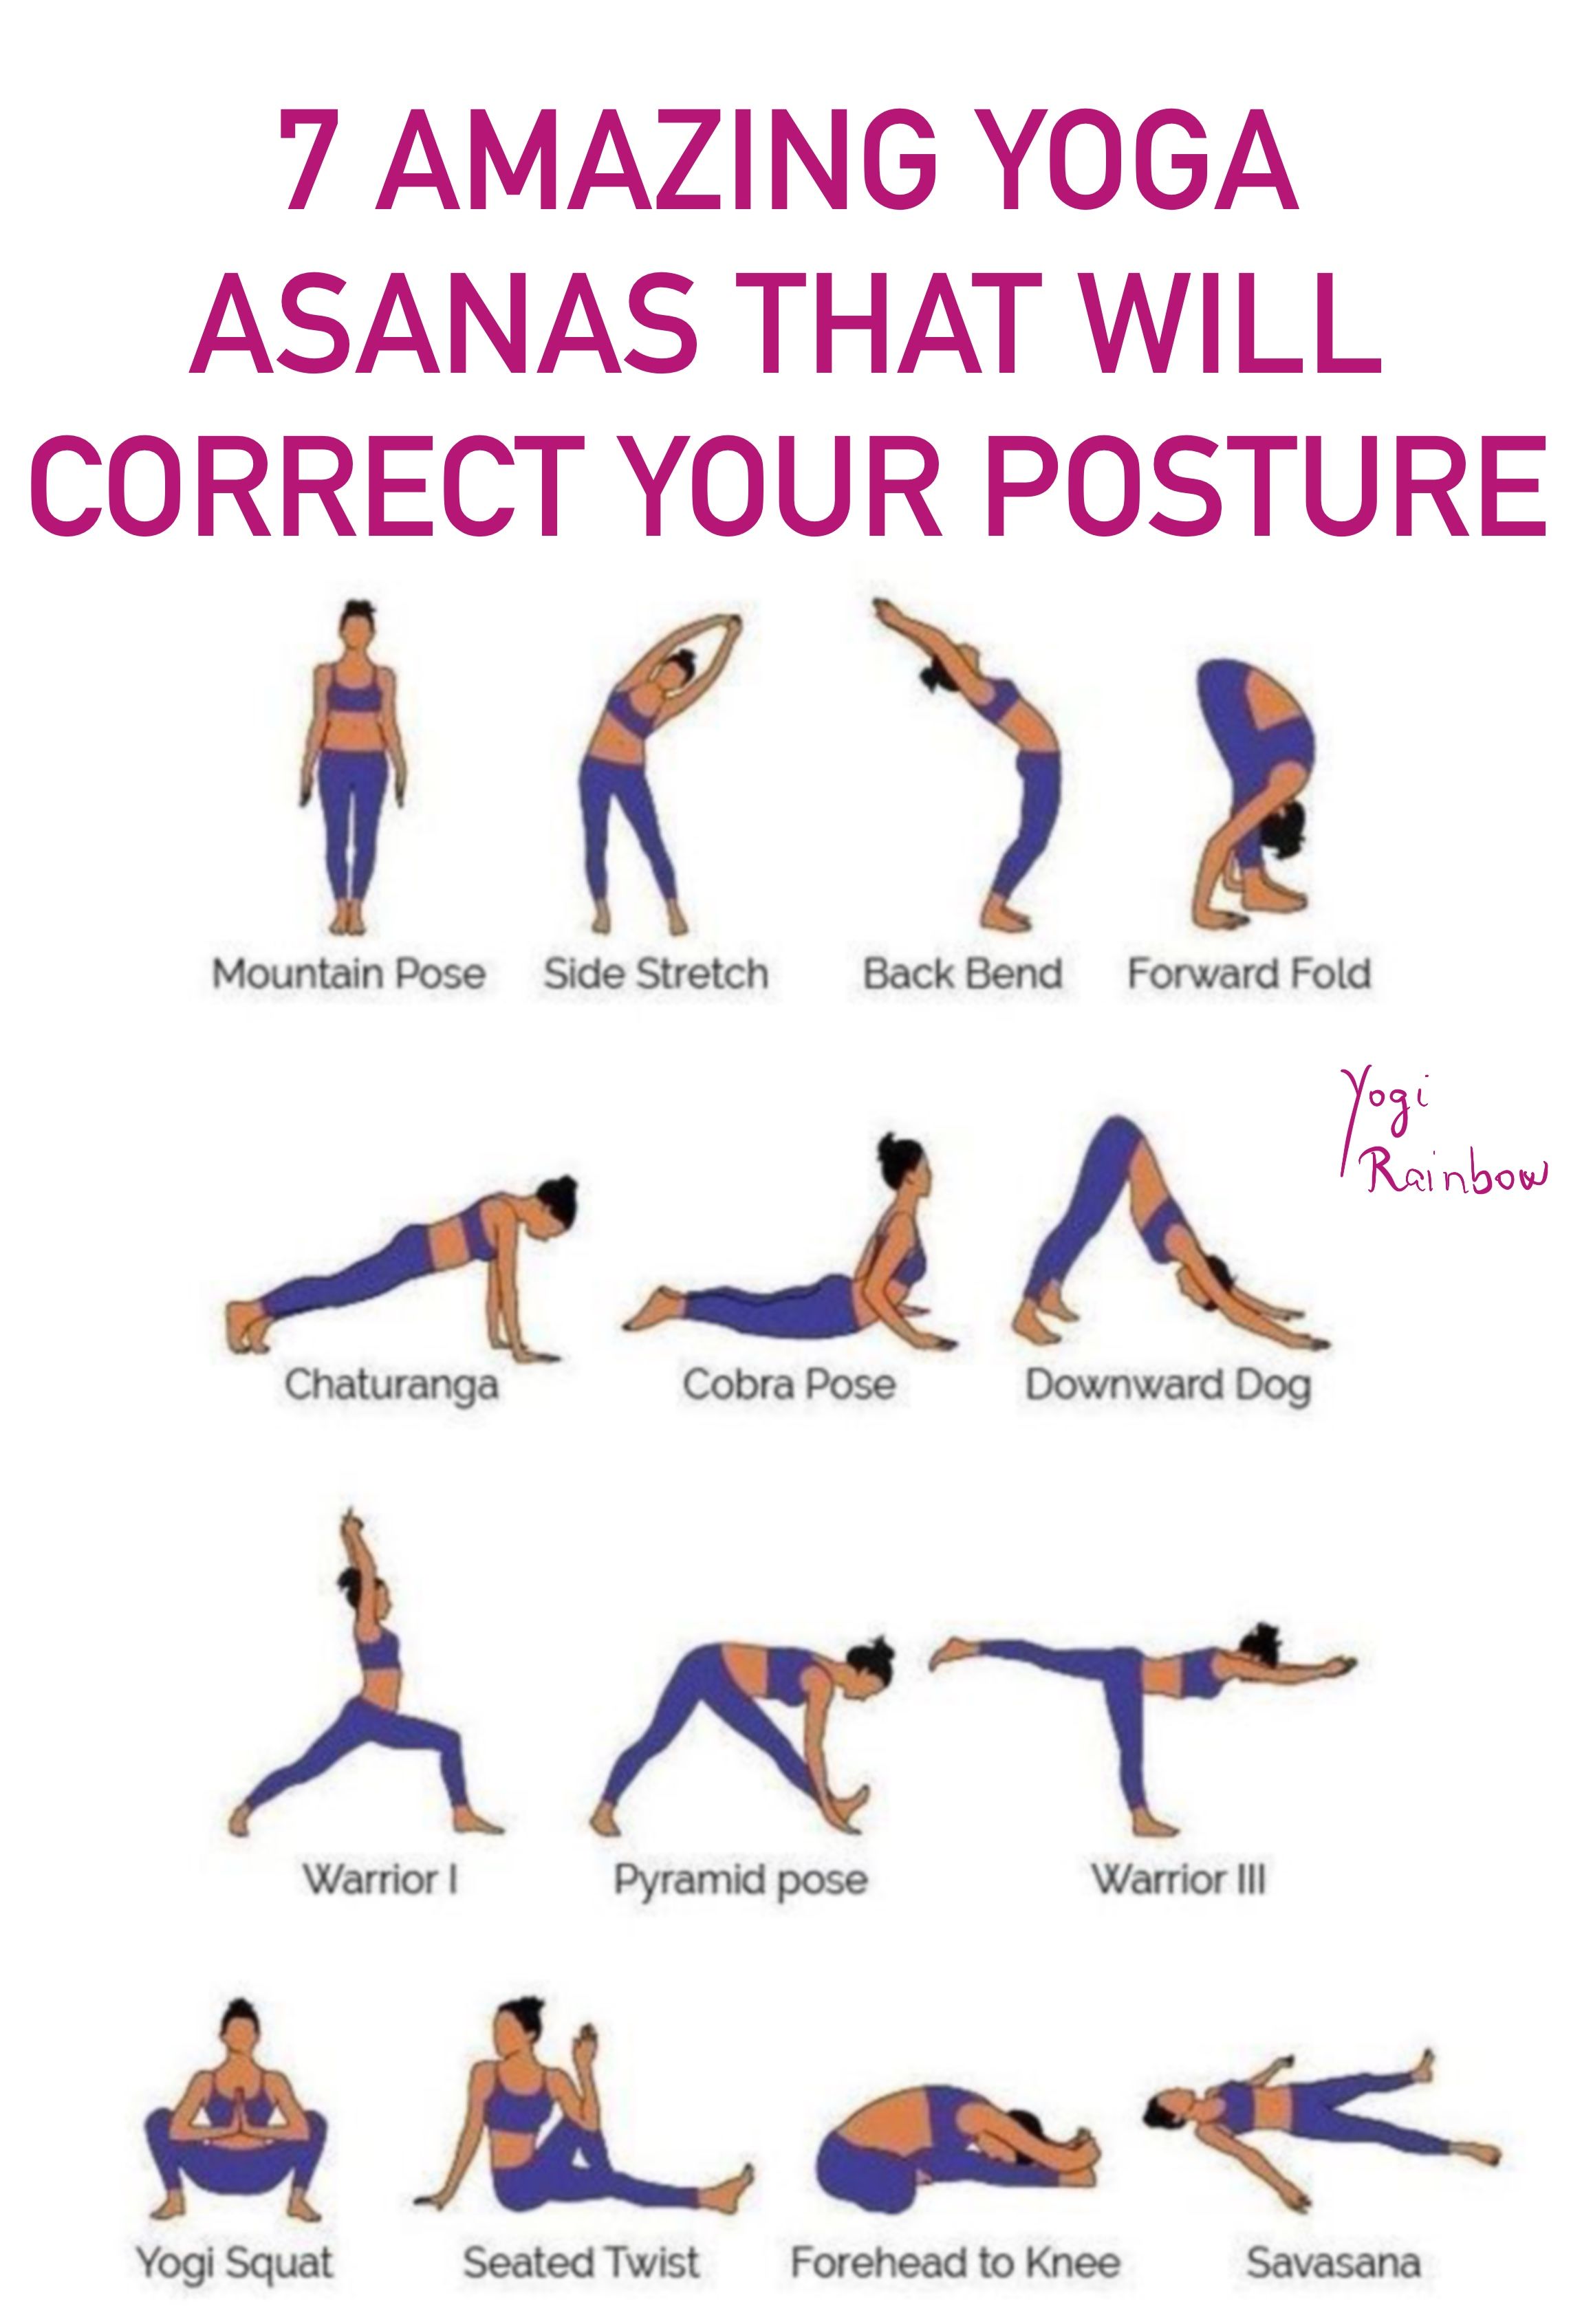 7 AMAZING YOGA
ASANAS THAT WILL
CORRECT YOUR POSTURE
Mountain Pose
Side Stretch
Back Bend
Forward Fold
Yogi
Rainbow
Chaturanga
Cobra Pose
Downward Dog
Warrior I
Pyramid pose
Warrior III
Yogi Squat
Seated Twist
Forehead to Knee
Savasana